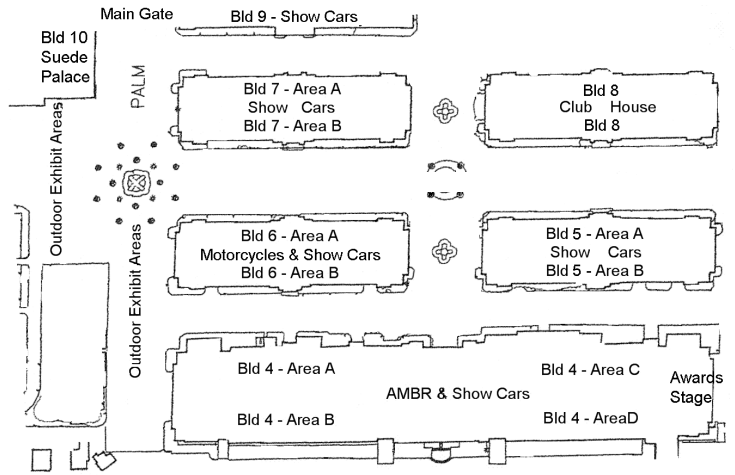 Main Gate
Bld 9 - Show Cars
Bld 10
Suede
Palace
PALM
Bld 7 - Area A
Show Cars
Bld 7 - Area B
Bld 8
Club House
Bld 8
Outdoor Exhibit Areas
Outdoor Exhibit Areas
Bld 6 - Area A
Motorcycles & Show Cars
Bld 6 - Area B
Bld 5 - Area A
Show Cars
Bld 5 - Area B
Bld 4 - Area A
Bld 4 - Area C
AMBR & Show Cars
Awards
Stage
Bld 4 - Area B
Bld 4 - AreaD